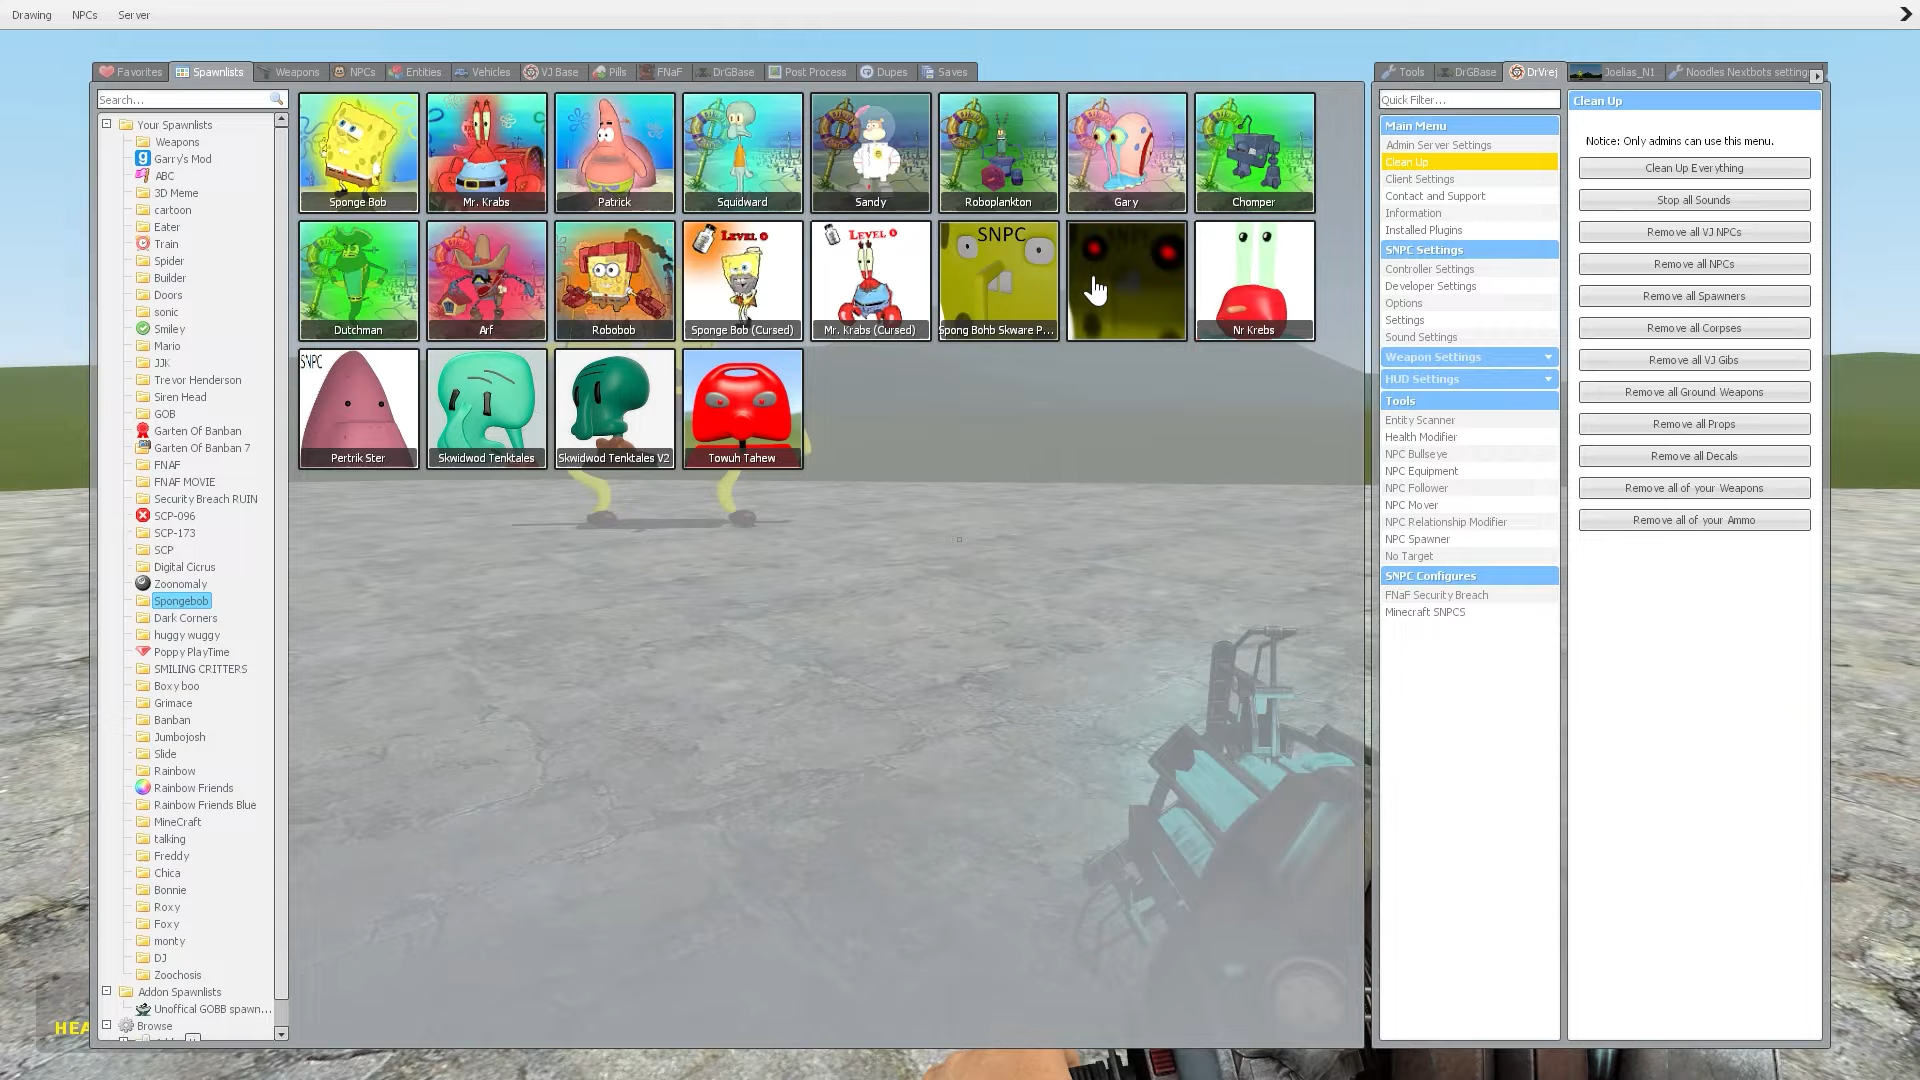 Drawing NPCs Server
Favorites Spawnlists Weapons NPCs Entities Vehicles VJ Base Pills FNaF DrGBase Post Process Dupes Saves
Search...
Your Spawnlists
Weapons
Garry's Mod
ABC
3D Meme
cartoon
Eater
Train
Spider
Builder
Doors
sonic
Smiley
Mario
JJK
Trevor Henderson
Siren Head
GOB
Garten Of Banban
Garten Of Banban 7
FNAF
FNAF MOVIE
Security Breach RUIN
SCP-096
SCP-173
SCP
Digital Cicrus
Zoonomaly
Spongebob
Dark Corners
huggy wuggy
Poppy PlayTime
SMILING CRITTERS
Boxy boo
Grimace
Banban
Jumbojosh
Slide
Rainbow
Rainbow Friends
Rainbow Friends Blue
MineCraft
talking
Freddy
Chica
Bonnie
Roxy
Foxy
monty
DJ
Zoochosis
Addon Spawnlists
Unoffical GOBB spawn...
Browse
HEA
Sponge Bob Mr. Krabs Patrick Squidward Sandy Roboplankton Gary Chomper
LEVEL 0 LEVEL 0 SNPC
Dutchman Arf Robobob Sponge Bob (Cursed) Mr. Krabs (Cursed) Spong Bohb Skware P... Nr Krebs
SNPC
Pertrik Ster Skwidwod Tenktales Skwidwod Tenktales V2 Towuh Tahew
Tools DrGBase DrVrej Joelias_N1 Noodles Nextbots setting
Quick Filter...
Main Menu
Admin Server Settings
Clean Up
Client Settings
Contact and Support
Information
Installed Plugins
SNPC Settings
Controller Settings
Developer Settings
Options
Settings
Sound Settings
Weapon Settings
HUD Settings
Tools
Entity Scanner
Health Modifier
NPC Bullseye
NPC Equipment
NPC Follower
NPC Mover
NPC Relationship Modifier
NPC Spawner
No Target
SNPC Configures
FNaF Security Breach
Minecraft SNPCS
Clean Up
Notice: Only admins can use this menu.
Clean Up Everything
Stop all Sounds
Remove all VJ NPCs
Remove all NPCs
Remove all Spawners
Remove all Corpses
Remove all VJ Gibs
Remove all Ground Weapons
Remove all Props
Remove all Decals
Remove all of your Weapons
Remove all of your Ammo